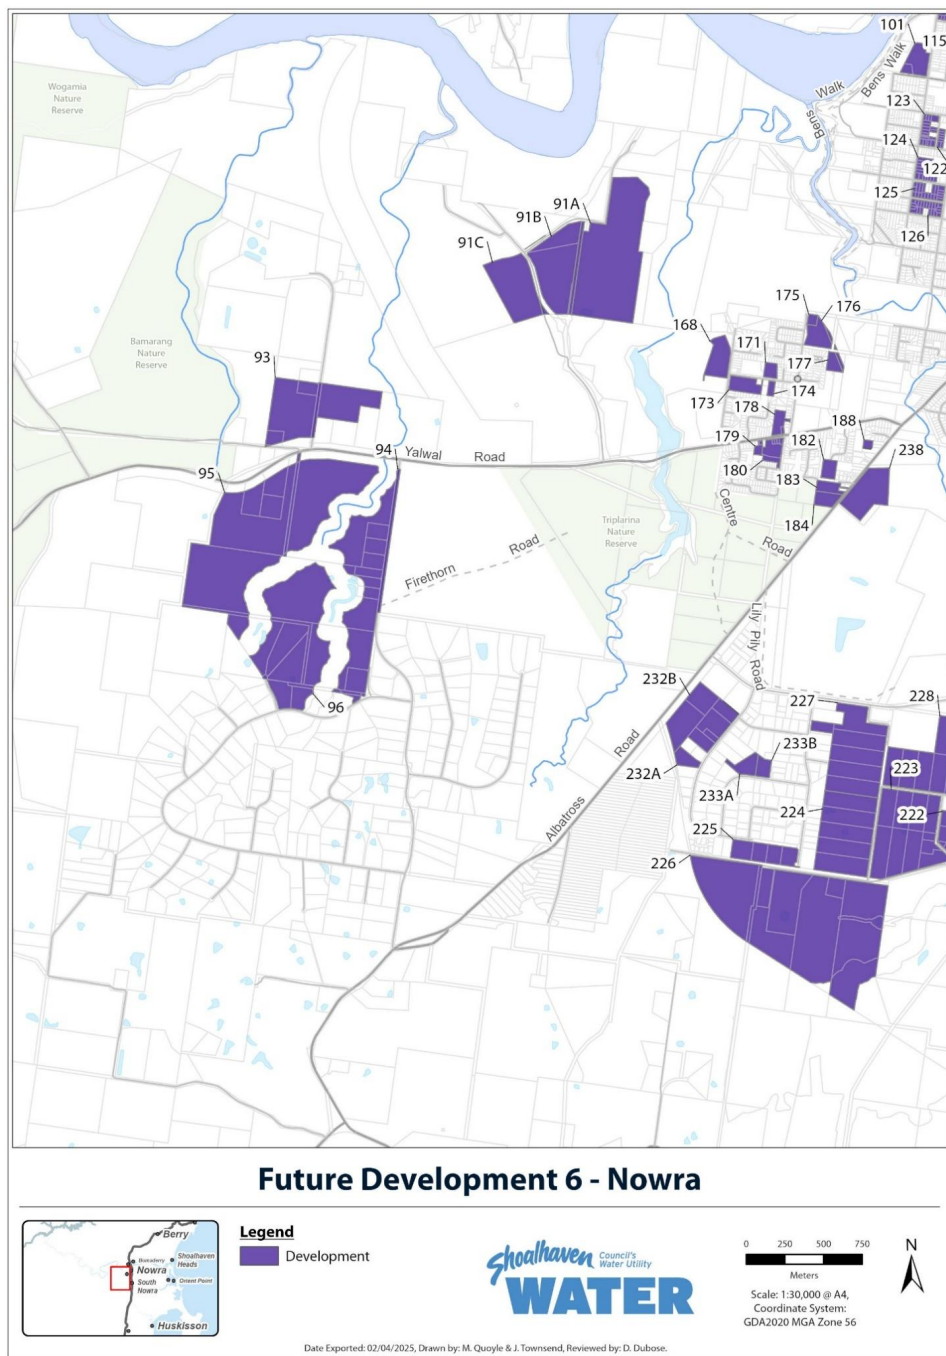 101
115
Wogamia
Nature
Reserve
Bens Walk
Bens Walk
123
124
122
125
126
91A
91B
91C
175
176
168
171
177
Bamarang
Nature
Reserve
93
173
174
178
188
179
182
238
94
Yalwal Road
95
180
183
184
Centre
Road
Triplarina
Nature
Reserve
Firethorn Road
Lily Pily Road
232B
96
227
228
Road
233B
223
232A
233A
224
222
Albatross
225
226
Future Development 6 - Nowra
Legend
Development
Berry
Bomaderry
Shoalhaven
Heads
Nowra
South
Nowra
Orient Point
Huskisson
Shoalhaven Council's
Water Utility
WATER
0 250 500 750
Meters
Scale: 1:30,000 @ A4,
Coordinate System:
GDA2020 MGA Zone 56
N
Date Exported: 02/04/2025, Drawn by: M. Quoyle & J. Townsend, Reviewed by: D. Dubose.